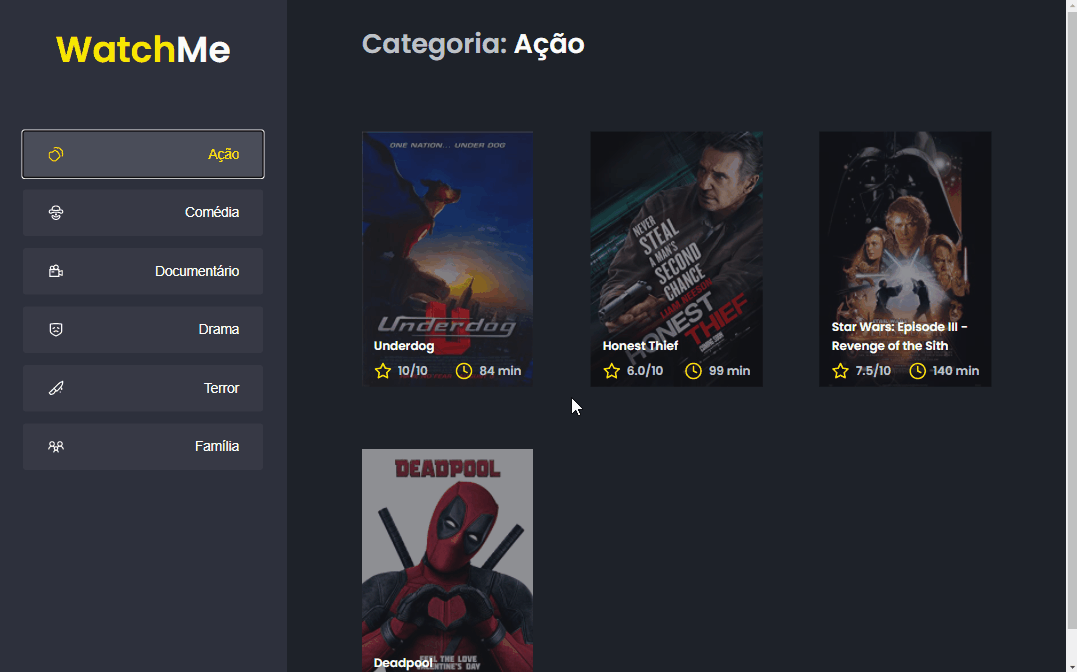 WatchMe
Categoria: Ação
Ação
Comédia
Documentário
Drama
Terror
Família
ONE NATION... UNDER DOG
Underdog
Underdog
10/10 84 min
NEVER
STEAL
A MAN'S
SECOND
CHANCE
LIAM NEESON
HONEST
THIEF
COMING SOON
Honest Thief
6.0/10 99 min
Star Wars: Episode III -
Revenge of the Sith
7.5/10 140 min
DEADPOOL
FEEL THE LOVE
VALENTINE'S DAY
Deadpool